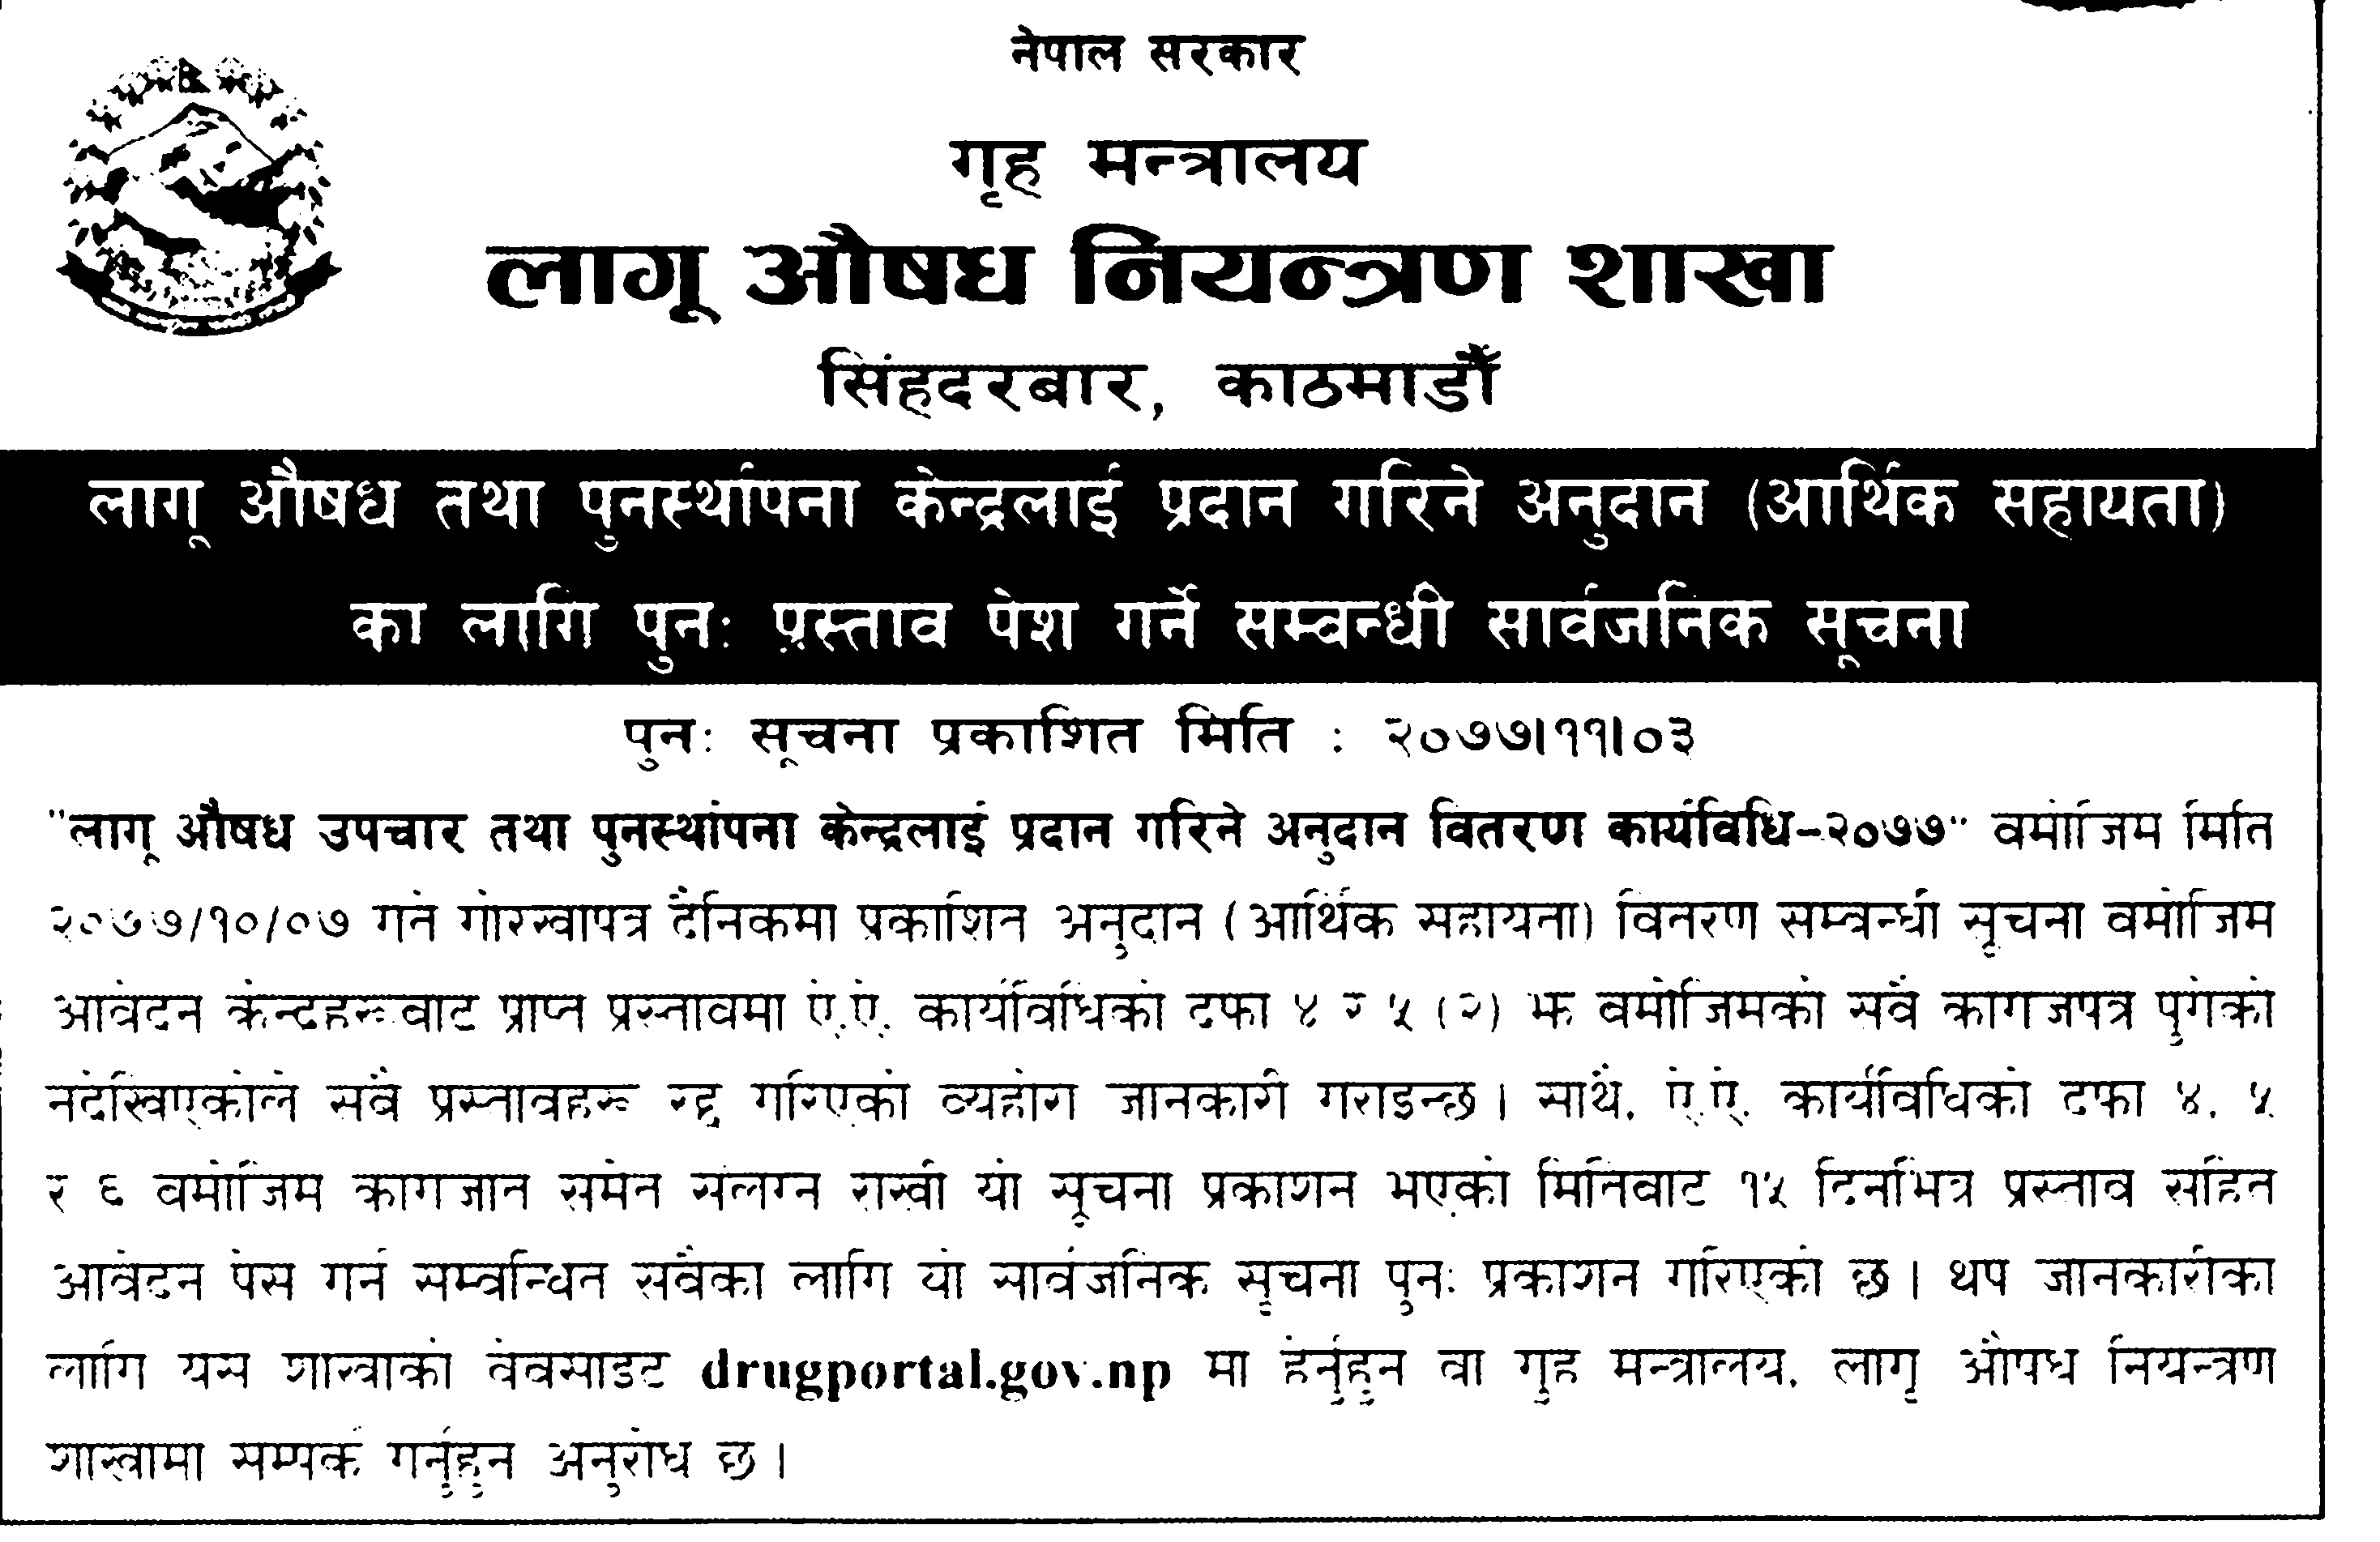 नेपाल सरकार
गृह मन्त्रालय
लागू औषध नियन्त्रण शाखा
सिंहदरबार, काठमाडौँ
लागू औषध तथा पुनर्स्थापना केन्द्रलाई प्रदान गरिने अनुदान (आर्थिक सहायता)
का लागि पुनः प्रस्ताव पेश गर्ने सम्बन्धी सार्वजनिक सूचना
पुनः सूचना प्रकाशित मिति : २०७७।११।०३
"लागू औषध उपचार तथा पुनर्स्थापना केन्द्रलाई प्रदान गरिने अनुदान वितरण कार्यविधि-२०७७" बमोजिम मिति
२०७७/१०/०७ गते गोरखापत्र दैनिकमा प्रकाशित अनुदान (आर्थिक सहायता) वितरण सम्बन्धी सूचना बमोजिम
आवेदन केन्द्रहरूबाट प्राप्त प्रस्तावमा ऐ.ऐ. कार्यविधिको दफा ४ र ५ (२) झ बमोजिमको सबै कागजपत्र पुगेको
नदेखिएकोले सबै प्रस्तावहरू रद्द गरिएको व्यहोरा जानकारी गराइन्छ। साथै, ऐ.ऐ. कार्यविधिको दफा ४, ५
र ६ बमोजिम कागजात समेत संलग्न राखी यो सूचना प्रकाशन भएको मितिबाट १५ दिनभित्र प्रस्ताव सहित
आवेदन पेस गर्न सम्बन्धित सबैका लागि यो सार्वजनिक सूचना पुनः प्रकाशन गरिएको छ। थप जानकारीका
लागि यस शाखाको वेबसाइट drugportal.gov.np मा हेर्नुहुन वा गृह मन्त्रालय, लागू औषध नियन्त्रण
शाखामा सम्पर्क गर्नुहुन अनुरोध छ।